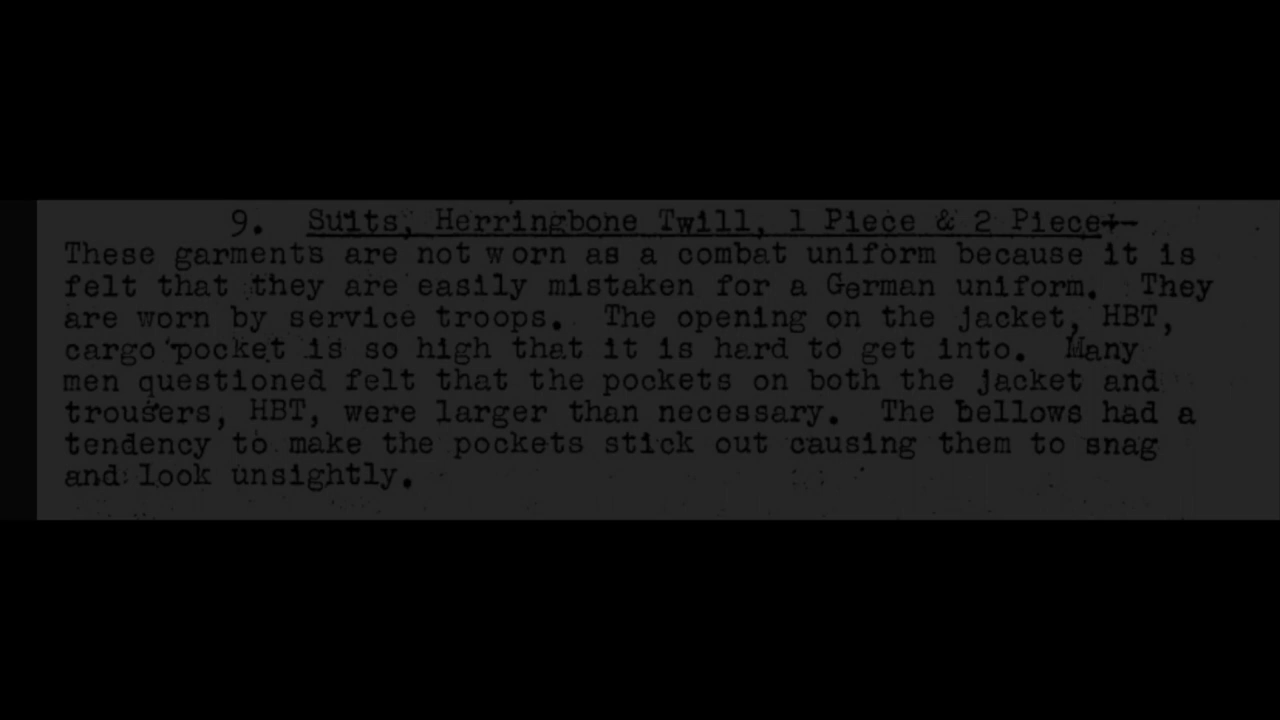 9. Suits, Herringbone Twill, 1 Piece & 2 Piece:-
These garments are not worn as a combat uniform because it is
felt that they are easily mistaken for a German uniform. They
are worn by service troops. The opening on the jacket, HBT,
cargo pocket is so high that it is hard to get into. Many
men questioned felt that the pockets on both the jacket and
trousers, HBT, were larger than necessary. The bellows had a
tendency to make the pockets stick out causing them to snag
and look unsightly.